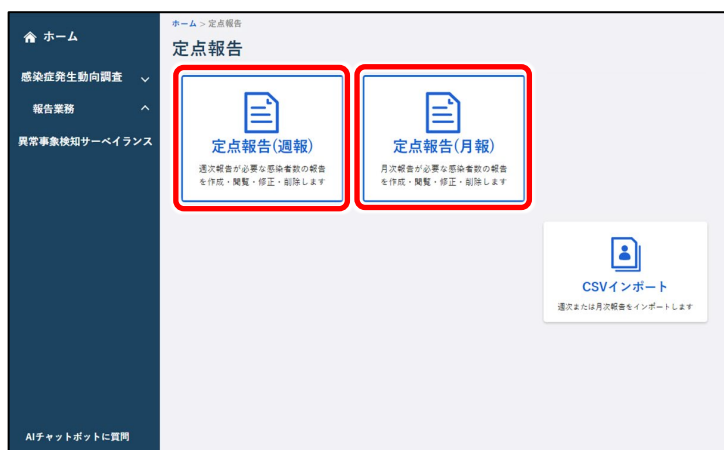 ホーム > 定点報告
ホーム
定点報告
感染症発生動向調査
報告業務
異常事象検知サーベイランス
定点報告(週報)
週次報告が必要な感染者数の報告
を作成・閲覧・修正・削除します
定点報告(月報)
月次報告が必要な感染者数の報告
を作成・閲覧・修正・削除します
CSVインポート
週次または月次報告をインポートします
AIチャットボットに質問